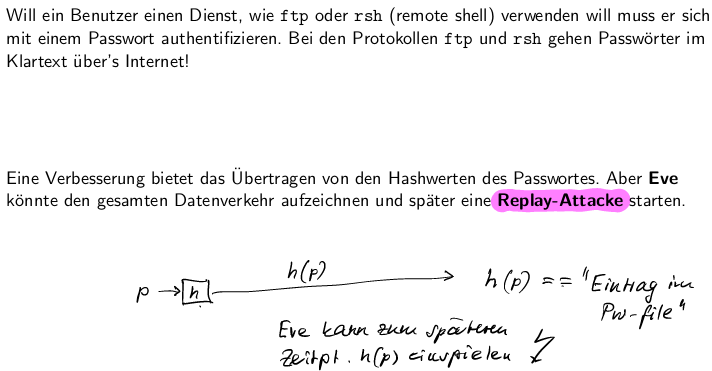 Will ein Benutzer einen Dienst, wie ftp oder rsh (remote shell) verwenden will muss er sich
mit einem Passwort authentifizieren. Bei den Protokollen ftp und rsh gehen Passwörter im
Klartext über's Internet!
Eine Verbesserung bietet das Übertragen von den Hashwerten des Passwortes. Aber Eve
könnte den gesamten Datenverkehr aufzeichnen und später eine Replay-Attacke starten.
p → h h(p) → h(p) == "Eintrag im
Pw-file"
Eve kann zum späteren
Zeitpt. h(p) einspielen